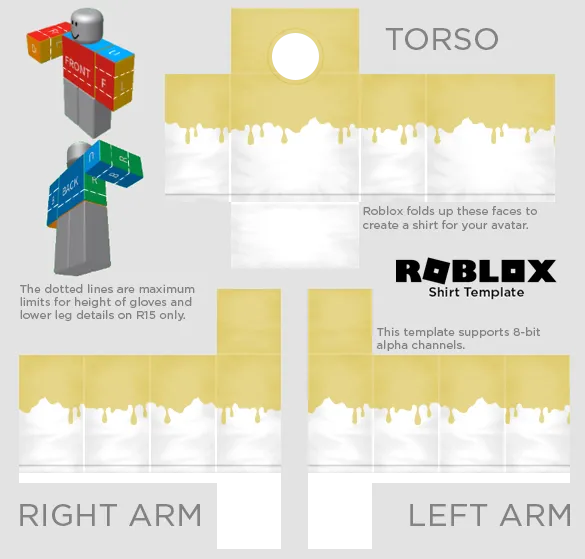 TORSO
FRONT
F
L
U
R
BACK
R
B
U
B
Roblox folds up these faces to
create a shirt for your avatar.
ROBLOX
Shirt Template
The dotted lines are maximum
limits for height of gloves and
lower leg details on R15 only.
This template supports 8-bit
alpha channels.
RIGHT ARM
LEFT ARM